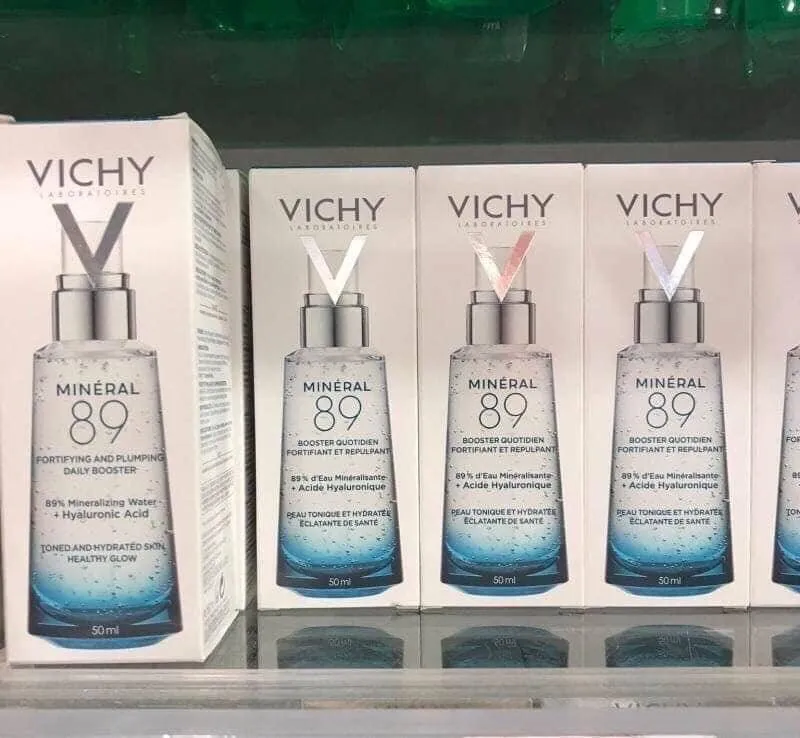 VICHY
LABORATOIRES
MINÉRAL
89
FORTIFYING AND PLUMPING
DAILY BOOSTER
89% Mineralizing Water
+ Hyaluronic Acid
TONED AND HYDRATED SKIN,
HEALTHY GLOW
50 ml
VICHY
LABORATOIRES
MINÉRAL
89
BOOSTER QUOTIDIEN
FORTIFIANT ET REPULPANT
89% d'Eau Minéralisante
+ Acide Hyaluronique
PEAU TONIQUE ET HYDRATÉE
ÉCLATANTE DE SANTÉ
50 ml
VICHY
LABORATOIRES
MINÉRAL
89
BOOSTER QUOTIDIEN
FORTIFIANT ET REPULPANT
89% d'Eau Minéralisante
+ Acide Hyaluronique
PEAU TONIQUE ET HYDRATÉE
ÉCLATANTE DE SANTÉ
50 ml
VICHY
LABORATOIRES
MINÉRAL
89
BOOSTER QUOTIDIEN
FORTIFIANT ET REPULPANT
89% d'Eau Minéralisante
+ Acide Hyaluronique
PEAU TONIQUE ET HYDRATÉE
ÉCLATANTE DE SANTÉ
50 ml